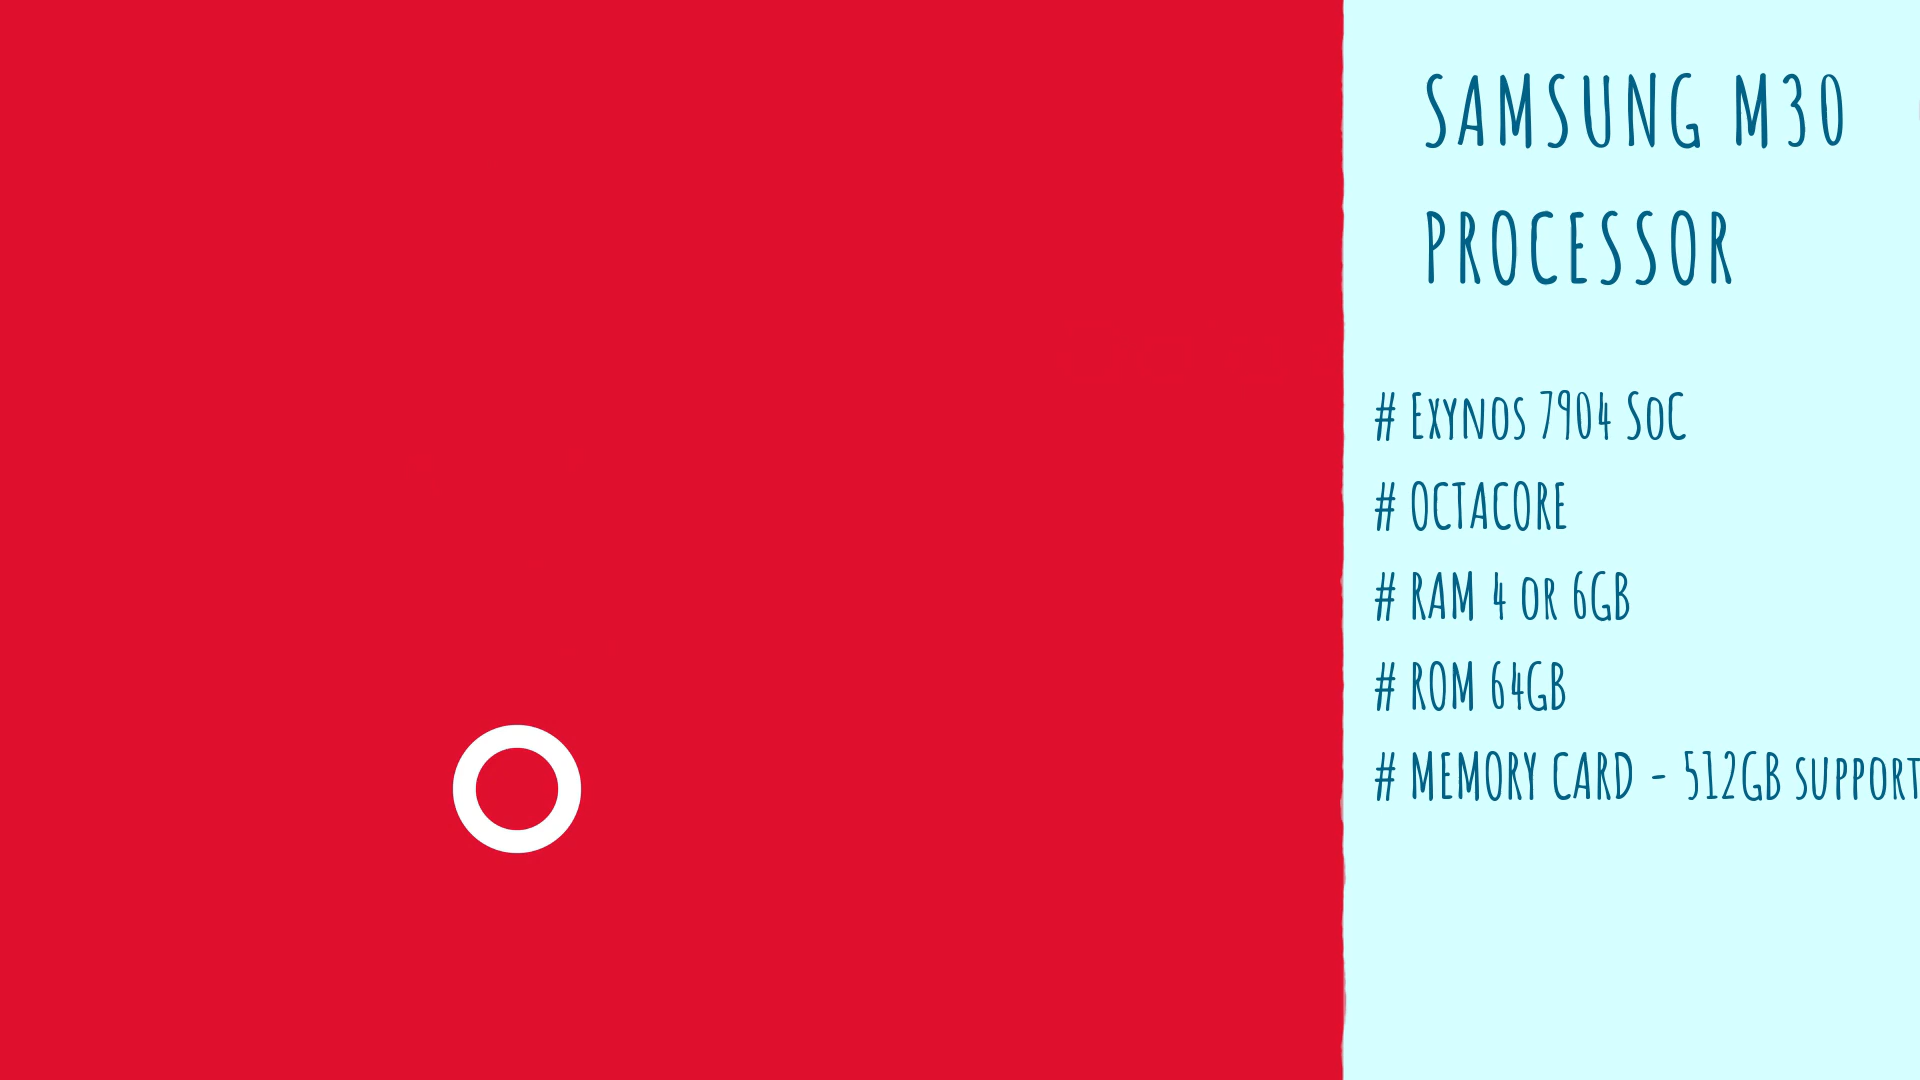 SAMSUNG M30
PROCESSOR
# Exynos 7904 SoC
# OCTACORE
# RAM 4 or 6GB
# ROM 64GB
# MEMORY CARD - 512GB support